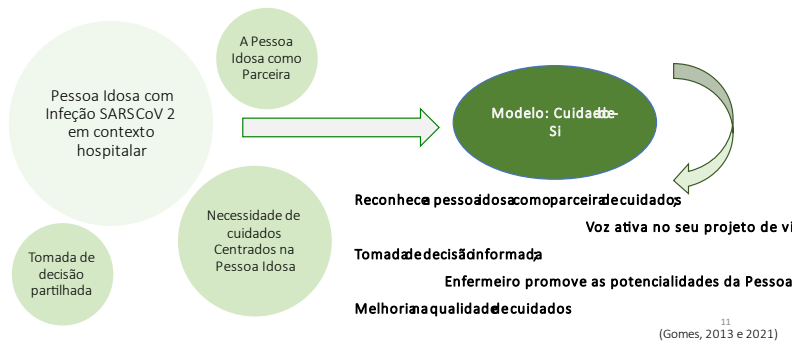 A Pessoa
Idosa como
Parceira
Pessoa Idosa com
Infeção SARSCoV 2
em contexto
hospitalar
Modelo: Cuidado-de-
Si
Necessidade de
cuidados
Centrados na
Pessoa Idosa
Tomada de
decisão
partilhada
Reconhece a pessoa idosa como parceira de cuidados;
Voz ativa no seu projeto de vi
Tomada de decisão informada;
Enfermeiro promove as potencialidades da Pessoa
Melhoria na qualidade de cuidados
11
(Gomes, 2013 e 2021)